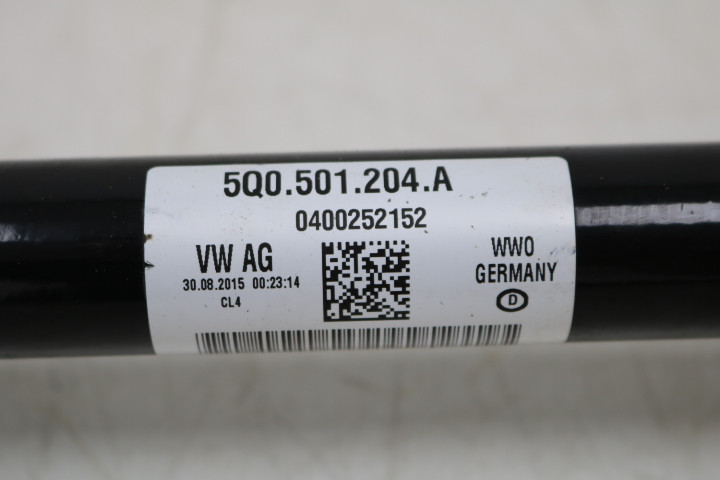 5Q0.501.204.A
0400252152
VW AG
30.08.2015 00:23:14
CL4
WWO
GERMANY
D